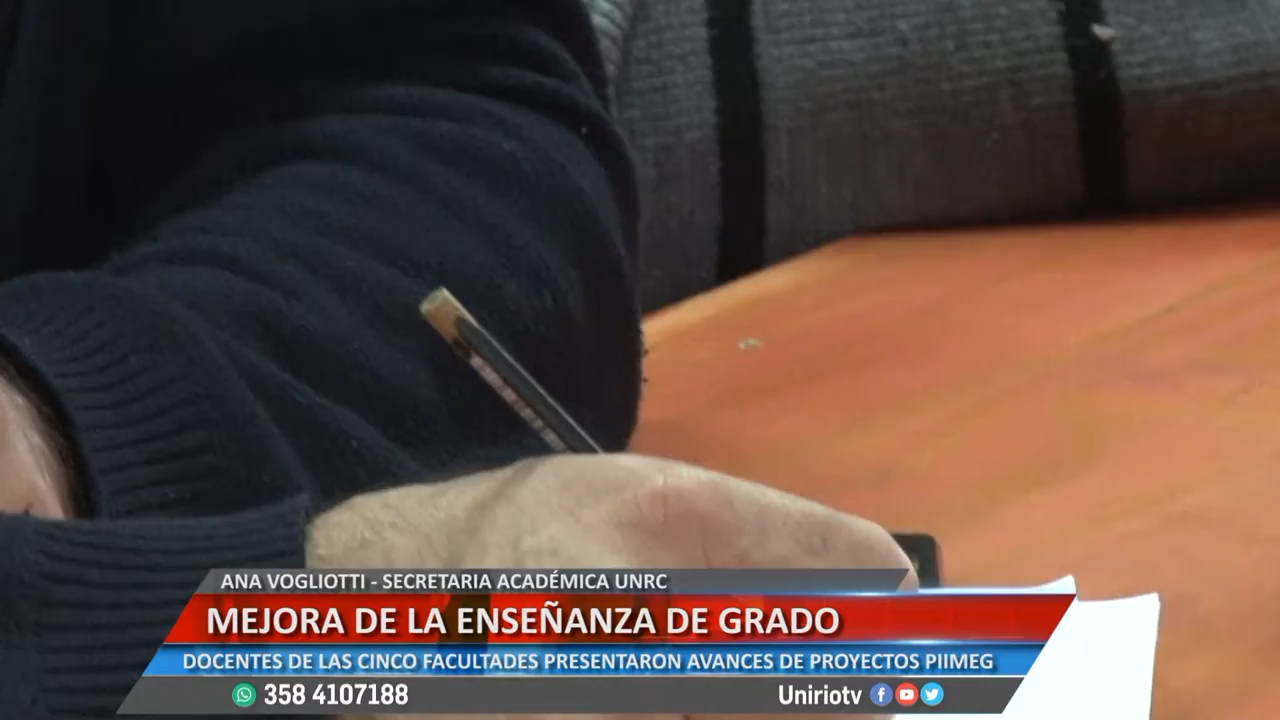 ANA VOGLIOTTI - SECRETARIA ACADÉMICA UNRC
MEJORA DE LA ENSEÑANZA DE GRADO
DOCENTES DE LAS CINCO FACULTADES PRESENTARON AVANCES DE PROYECTOS PIIMEG
358 4107188 Uniriotv